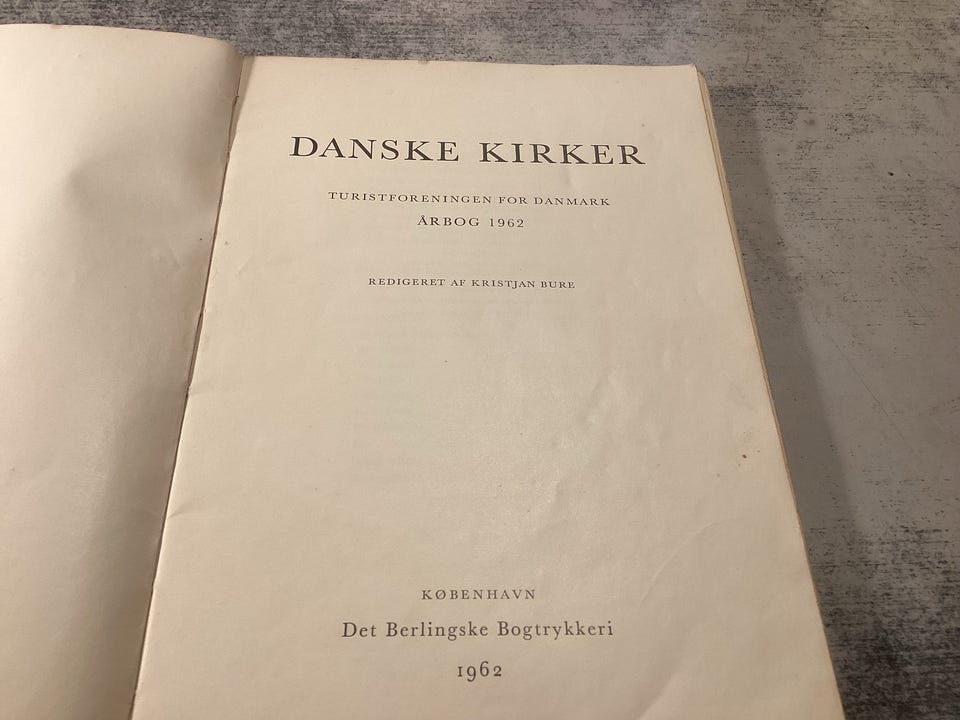 DANSKE KIRKER
TURISTFORENINGEN FOR DANMARK
ÅRBOG 1962
REDIGERET AF KRISTJAN BURE
KØBENHAVN
Det Berlingske Bogtrykkeri
1962